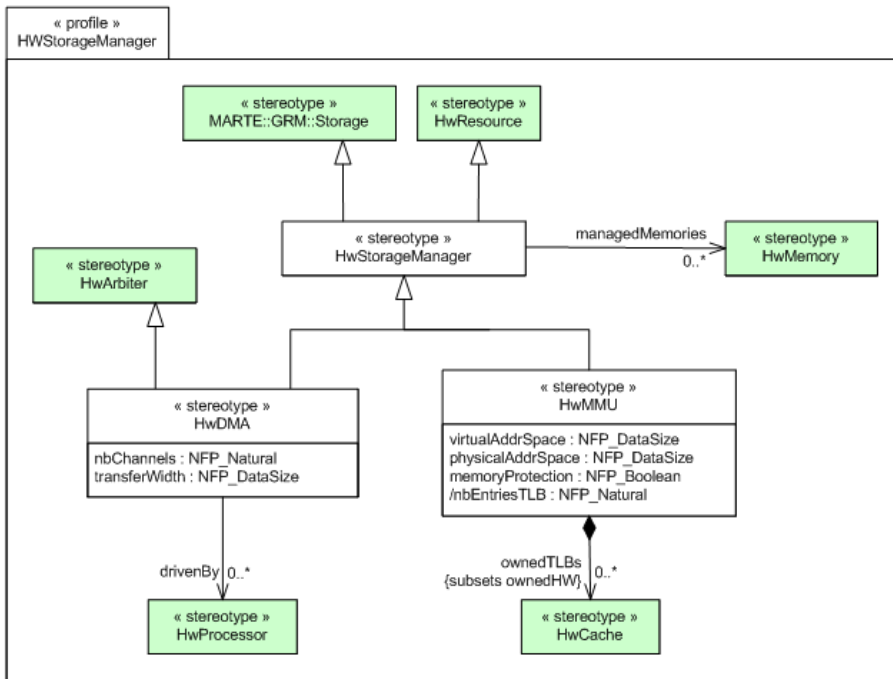 « profile »
HWStorageManager
« stereotype »
MARTE::GRM::Storage
« stereotype »
HwResource
« stereotype »
HwStorageManager
managedMemories
0..*
« stereotype »
HwMemory
« stereotype »
HwArbiter
« stereotype »
HwDMA
nbChannels : NFP_Natural
transferWidth : NFP_DataSize
« stereotype »
HwMMU
virtualAddrSpace : NFP_DataSize
physicalAddrSpace : NFP_DataSize
memoryProtection : NFP_Boolean
/nbEntriesTLB : NFP_Natural
drivenBy 0..*
ownedTLBs
{subsets ownedHW} 0..*
« stereotype »
HwProcessor
« stereotype »
HwCache